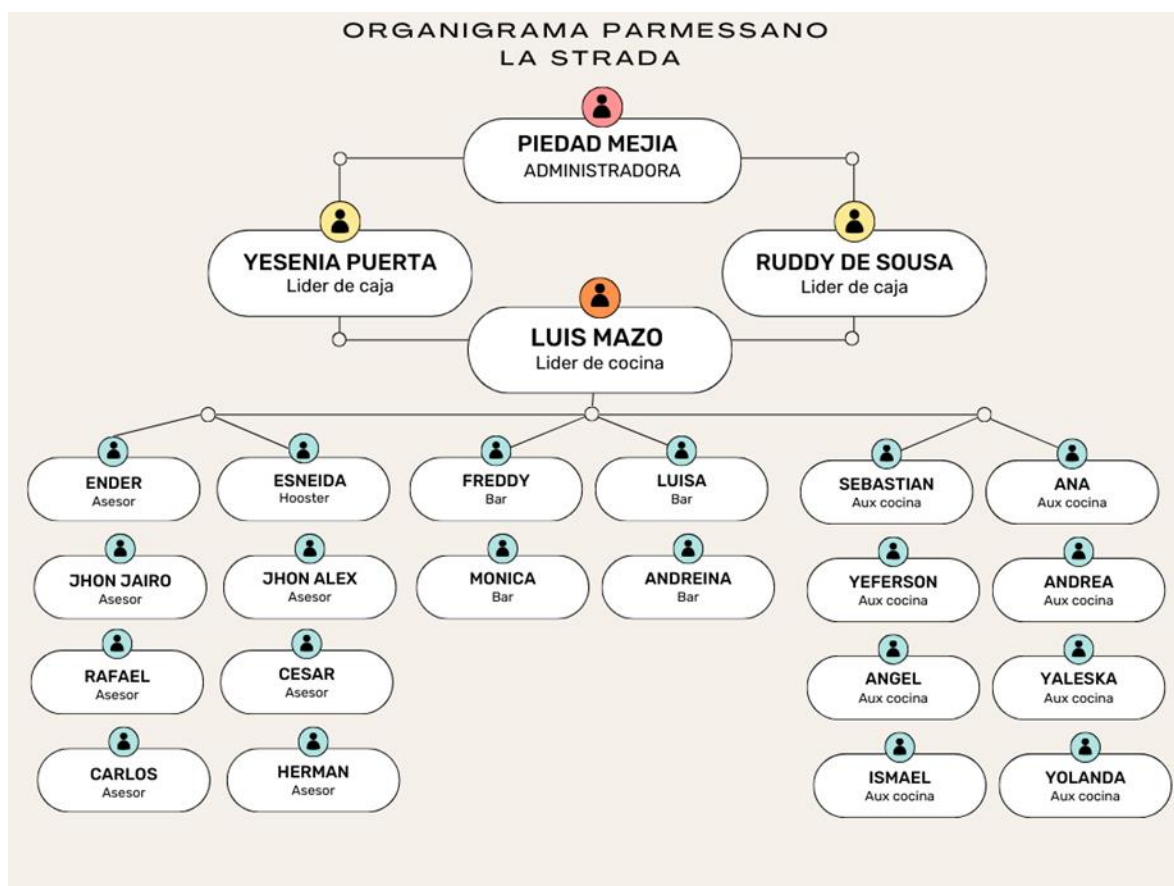 ORGANIGRAMA PARMESSANO
LA STRADA
PIEDAD MEJIA
ADMINISTRADORA
YESENIA PUERTA
Lider de caja
RUDDY DE SOUSA
Lider de caja
LUIS MAZO
Lider de cocina
ENDER
Asesor
ESNEIDA
Hooster
FREDDY
Bar
LUISA
Bar
SEBASTIAN
Aux cocina
ANA
Aux cocina
JHON JAIRO
Asesor
JHON ALEX
Asesor
MONICA
Bar
ANDREINA
Bar
YEFERSON
Aux cocina
ANDREA
Aux cocina
RAFAEL
Asesor
CESAR
Asesor
ANGEL
Aux cocina
YALESKA
Aux cocina
CARLOS
Asesor
HERMAN
Asesor
ISMAEL
Aux cocina
YOLANDA
Aux cocina